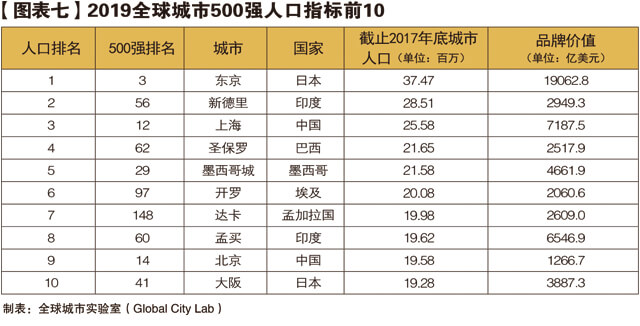 【图表七】2019全球城市500强人口指标前10
人口排名 500强排名 城市 国家 截止2017年底城市人口（单位：百万） 品牌价值（单位：亿美元）
1 3 东京 日本 37.47 19062.8
2 56 新德里 印度 28.51 2949.3
3 12 上海 中国 25.58 7187.5
4 62 圣保罗 巴西 21.65 2517.9
5 29 墨西哥城 墨西哥 21.58 4661.9
6 97 开罗 埃及 20.08 2060.6
7 148 达卡 孟加拉国 19.98 2609.0
8 60 孟买 印度 19.62 6546.9
9 14 北京 中国 19.58 1266.7
10 41 大阪 日本 19.28 3887.3
制表：全球城市实验室（Global City Lab）